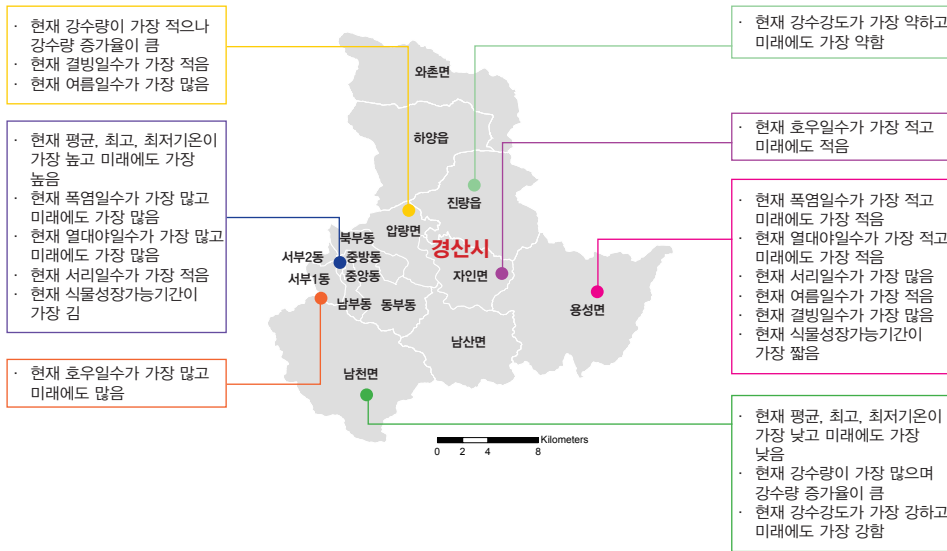 · 현재 강수량이 가장 적으나
강수량 증가율이 큼
· 현재 결빙일수가 가장 적음
· 현재 여름일수가 가장 많음
· 현재 평균, 최고, 최저기온이
가장 높고 미래에도 가장
높음
· 현재 폭염일수가 가장 많고
미래에도 가장 많음
· 현재 열대야일수가 가장 많고
미래에도 가장 많음
· 현재 서리일수가 가장 적음
· 현재 식물성장가능기간이
가장 김
· 현재 호우일수가 가장 많고
미래에도 많음
와촌면
하양읍
진량읍
압량면
북부동
경산시
서부2동
중방동
서부1동
중앙동
자인면
남부동
동부동
용성면
남산면
남천면
Kilometers
0 2 4 8
· 현재 강수강도가 가장 약하고
미래에도 가장 약함
· 현재 호우일수가 가장 적고
미래에도 적음
· 현재 폭염일수가 가장 적고
미래에도 가장 적음
· 현재 열대야일수가 가장 적고
미래에도 가장 적음
· 현재 서리일수가 가장 많음
· 현재 여름일수가 가장 적음
· 현재 결빙일수가 가장 많음
· 현재 식물성장가능기간이
가장 짧음
· 현재 평균, 최고, 최저기온이
가장 낮고 미래에도 가장
낮음
· 현재 강수량이 가장 많으며
강수량 증가율이 큼
· 현재 강수강도가 가장 강하고
미래에도 가장 강함